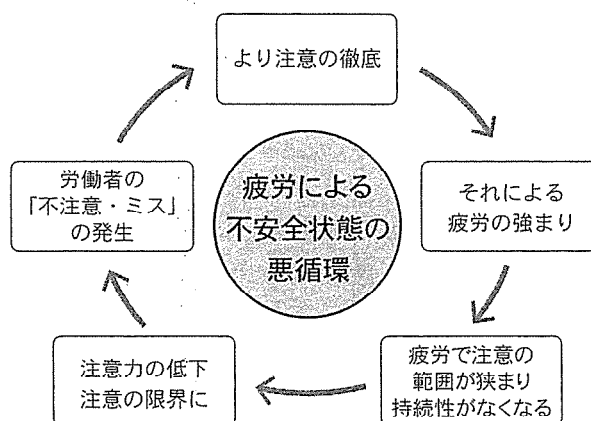 より注意の徹底
それによる
疲労の強まり
疲労で注意の
範囲が狭まり
持続性がなくなる
注意力の低下
注意の限界に
労働者の
「不注意・ミス」
の発生
疲労による
不安全状態の
悪循環